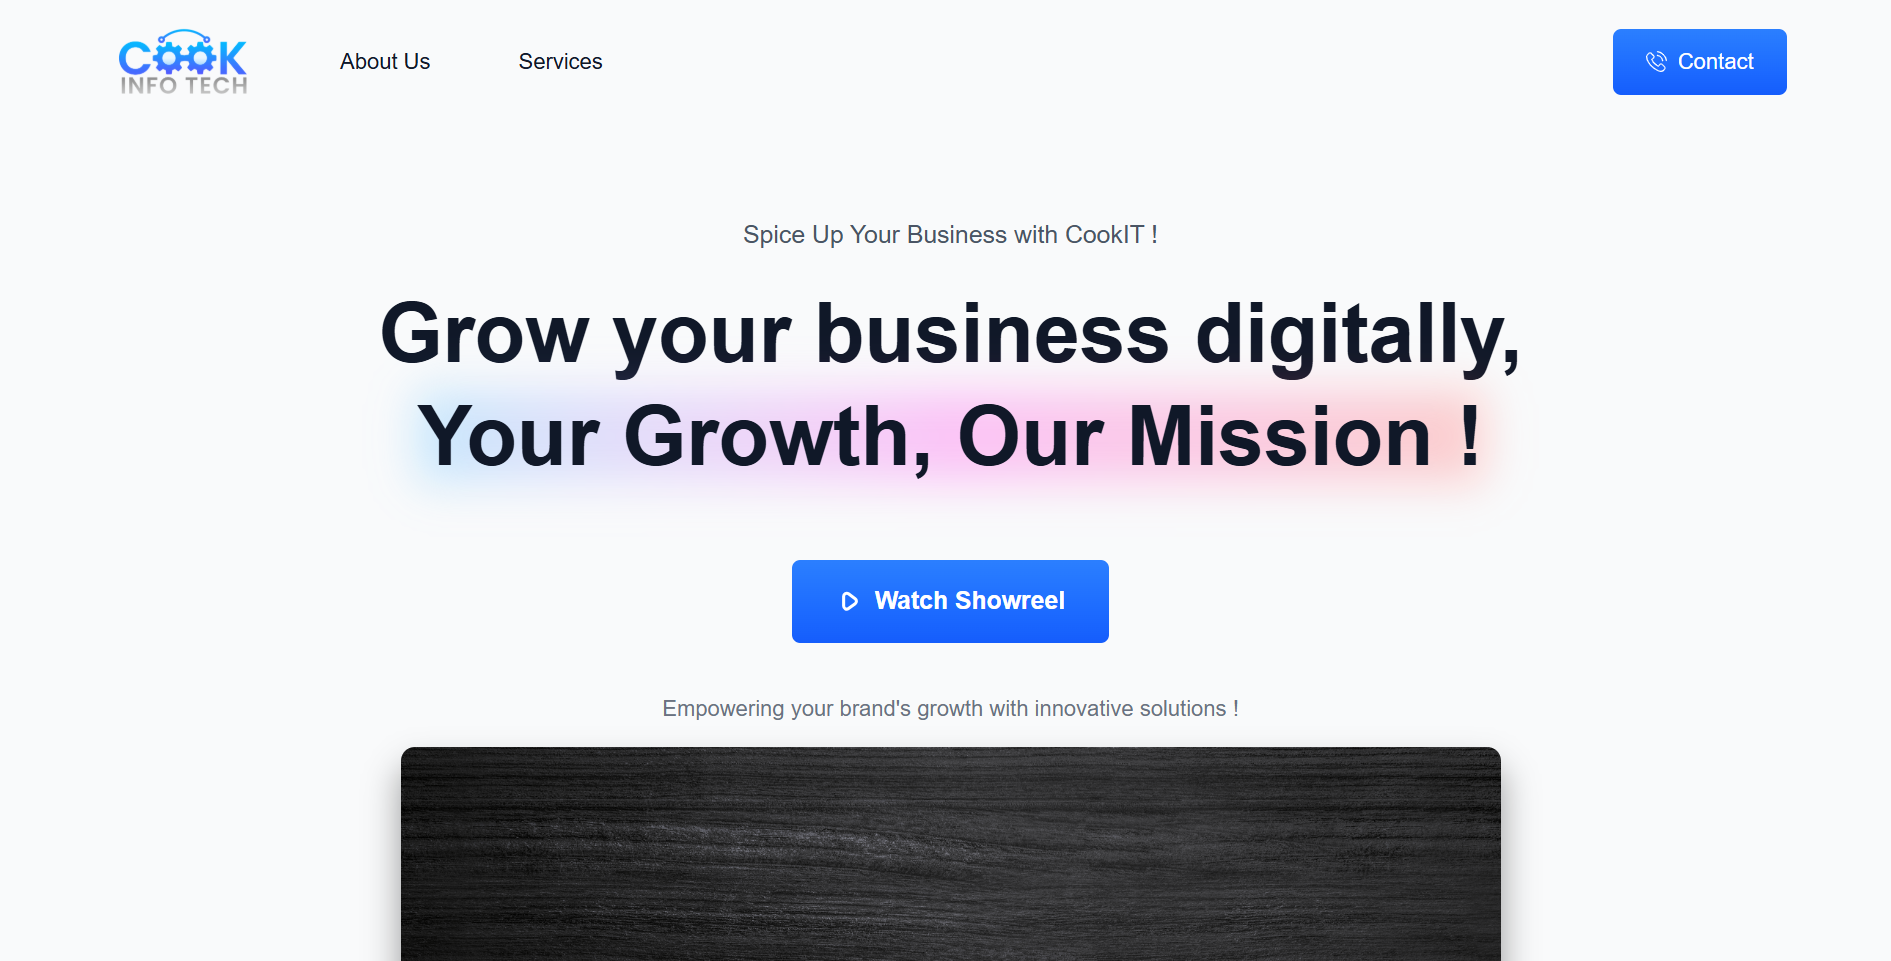 COOK
INFO TECH
About Us
Services
Contact
Spice Up Your Business with CookIT !
Grow your business digitally,
Your Growth, Our Mission !
Watch Showreel
Empowering your brand's growth with innovative solutions !